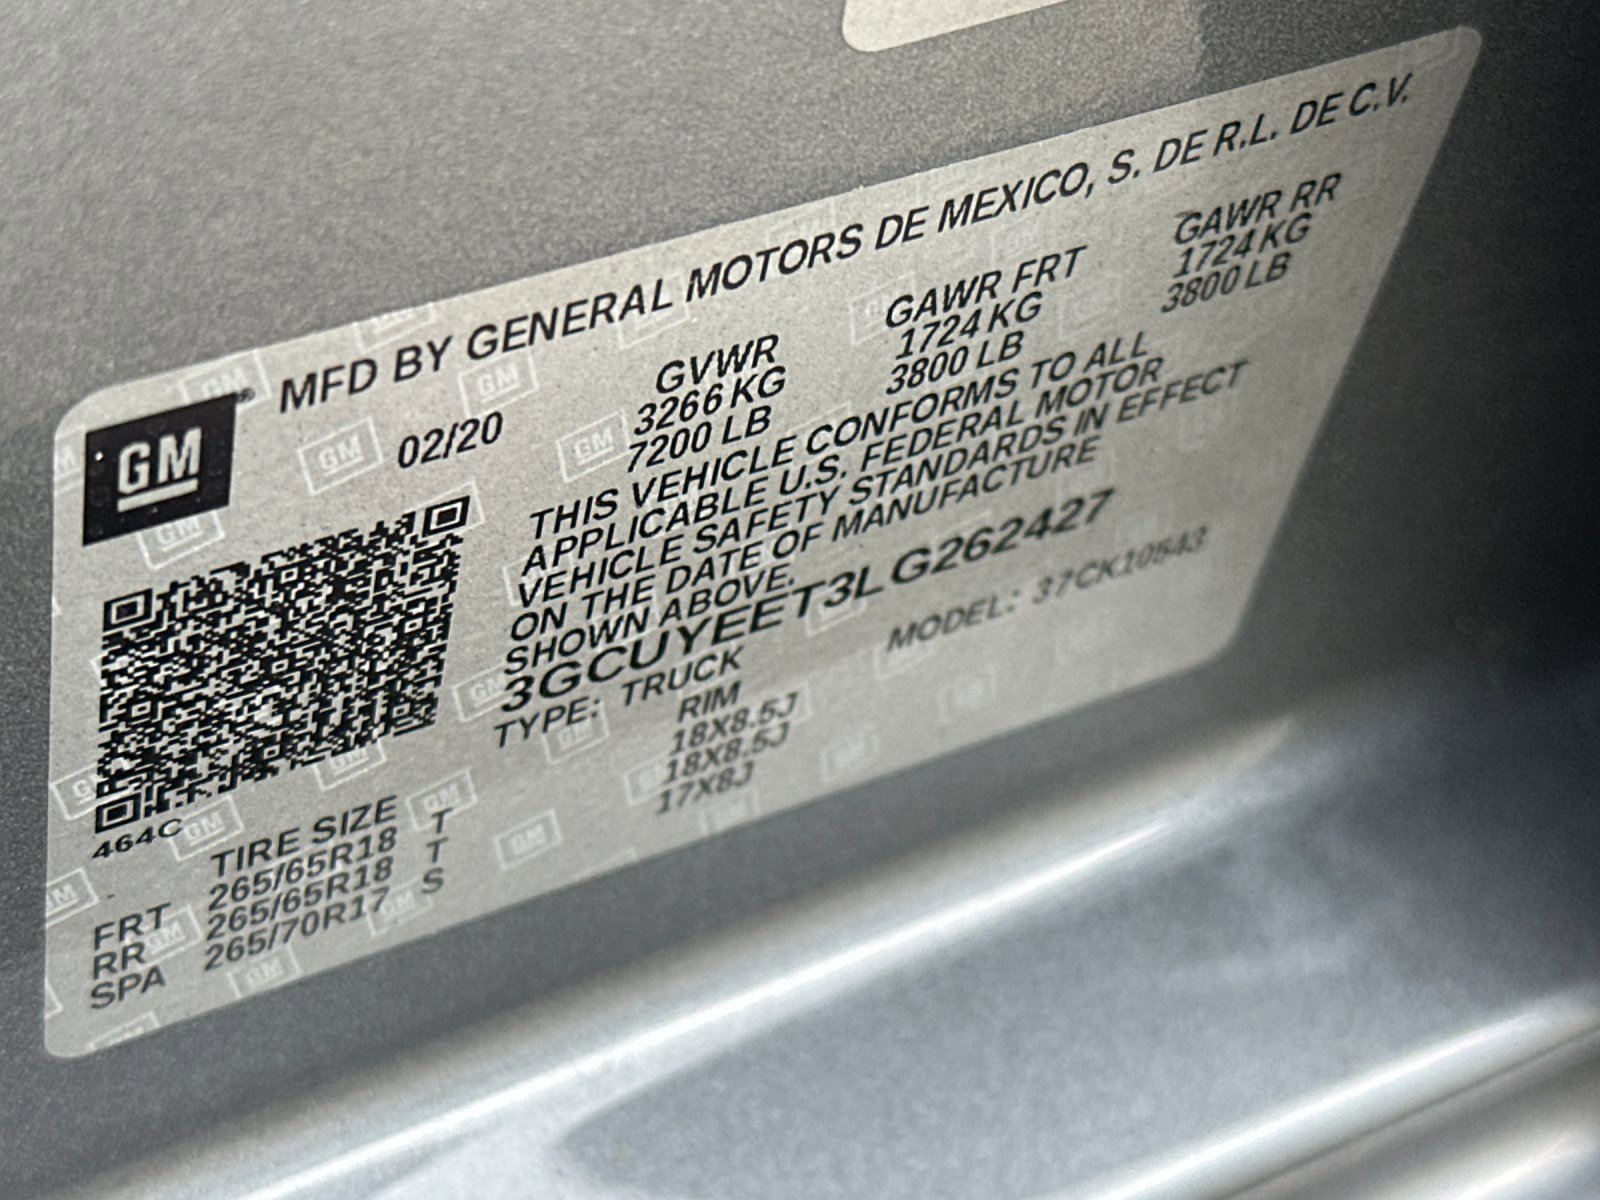 MFD BY GENERAL MOTORS DE MEXICO, S. DE R.L. DE C.V.
GM®
02/20
GVWR GAWR FRT GAWR RR
3266 KG 1724 KG 1724 KG
7200 LB 3800 LB 3800 LB
THIS VEHICLE CONFORMS TO ALL
APPLICABLE U.S. FEDERAL MOTOR
VEHICLE SAFETY STANDARDS IN EFFECT
ON THE DATE OF MANUFACTURE
SHOWN ABOVE.
3GCUYEET3LG262427
TYPE: TRUCK MODEL: 37CK10543
464C
TIRE SIZE RIM
FRT 265/65R18 T 18X8.5J
RR 265/65R18 T 18X8.5J
SPA 265/70R17 S 17X8J